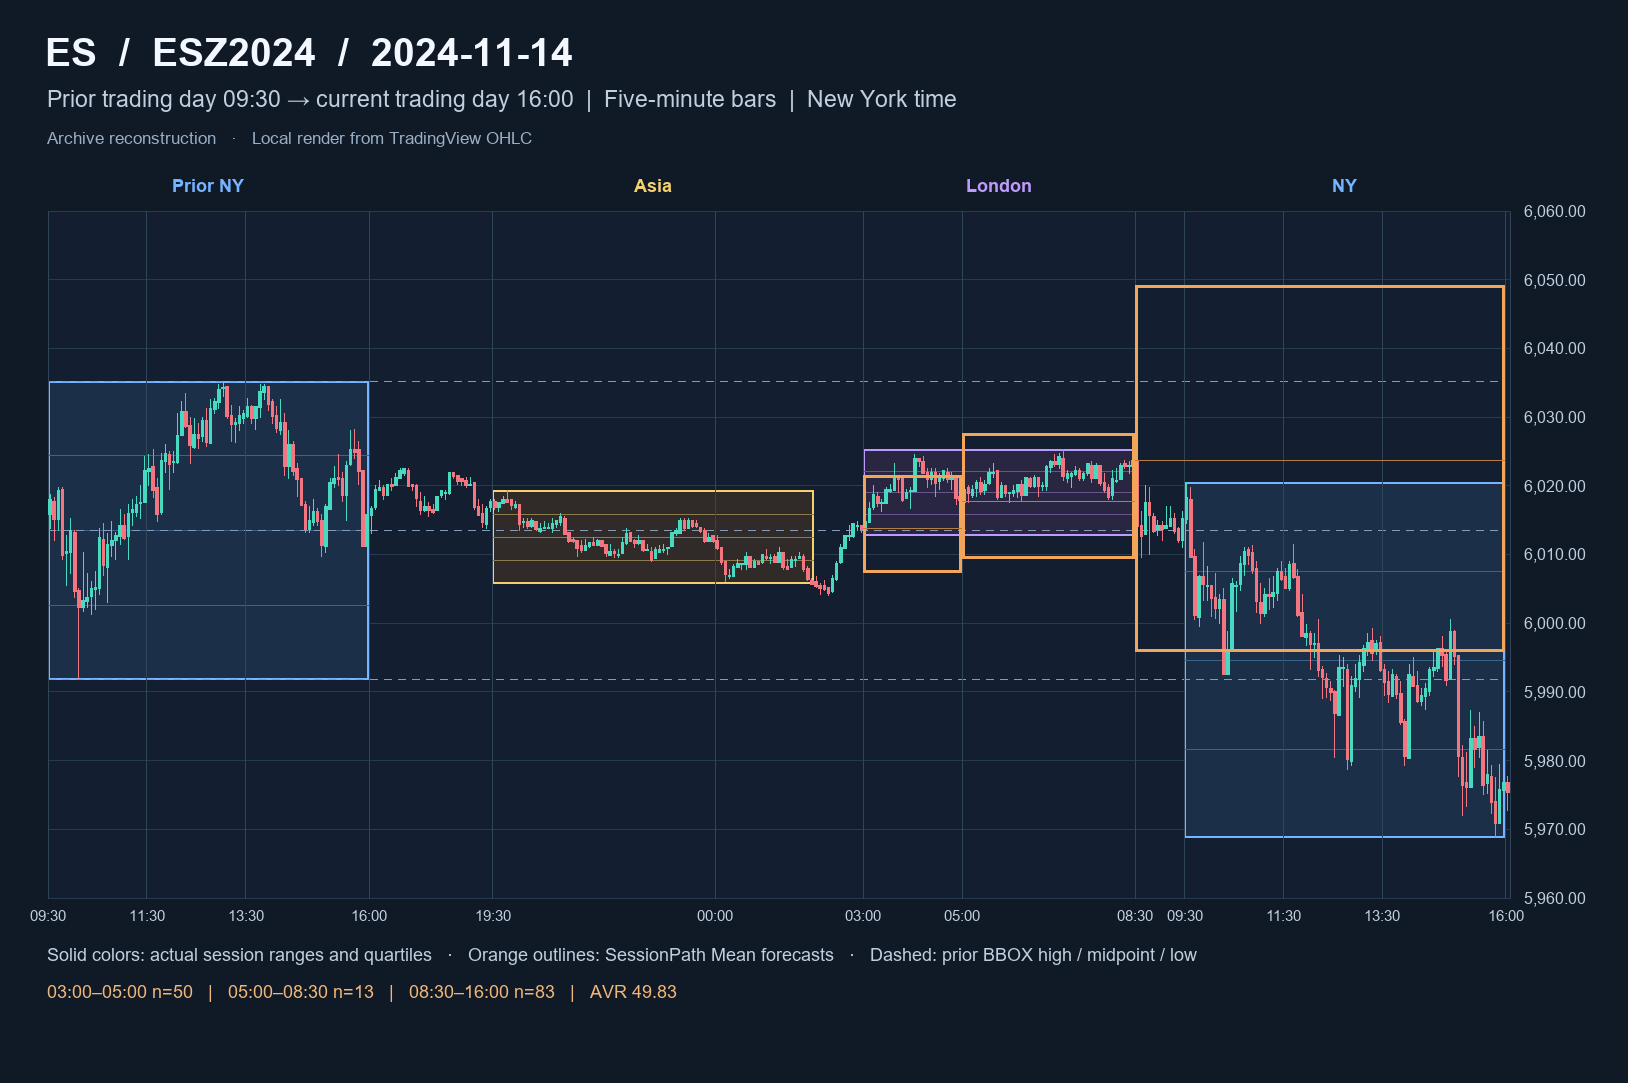 ES / ESZ2024 / 2024-11-14
Prior trading day 09:30 → current trading day 16:00 | Five-minute bars | New York time
Archive reconstruction · Local render from TradingView OHLC
Prior NY Asia London NY
6,060.00
6,050.00
6,040.00
6,030.00
6,020.00
6,010.00
6,000.00
5,990.00
5,980.00
5,970.00
5,960.00
09:30 11:30 13:30 16:00 19:30 00:00 03:00 05:00 08:30 09:30 11:30 13:30 16:00
Solid colors: actual session ranges and quartiles · Orange outlines: SessionPath Mean forecasts · Dashed: prior BBOX high / midpoint / low
03:00–05:00 n=50 | 05:00–08:30 n=13 | 08:30–16:00 n=83 | AVR 49.83